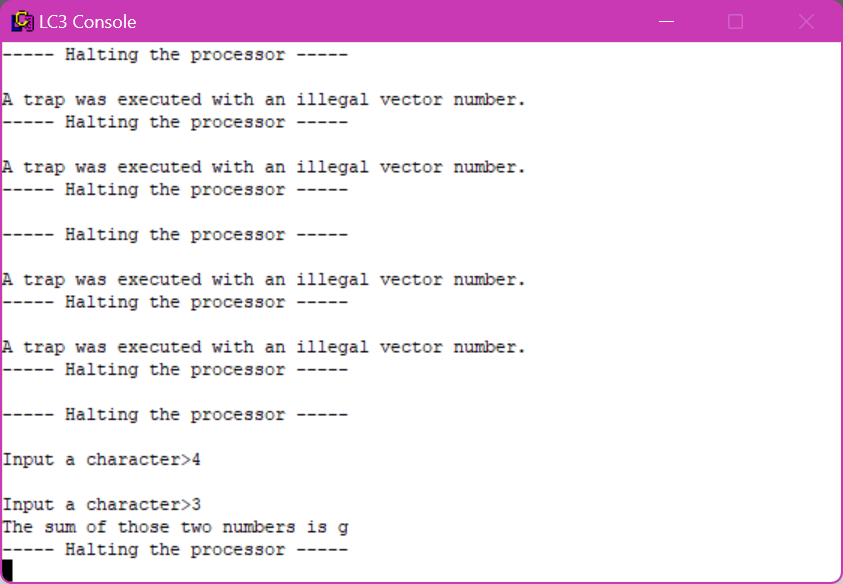 LC3 Console
----- Halting the processor -----
A trap was executed with an illegal vector number.
----- Halting the processor -----
A trap was executed with an illegal vector number.
----- Halting the processor -----
----- Halting the processor -----
A trap was executed with an illegal vector number.
----- Halting the processor -----
A trap was executed with an illegal vector number.
----- Halting the processor -----
----- Halting the processor -----
Input a character>4
Input a character>3
The sum of those two numbers is g
----- Halting the processor -----